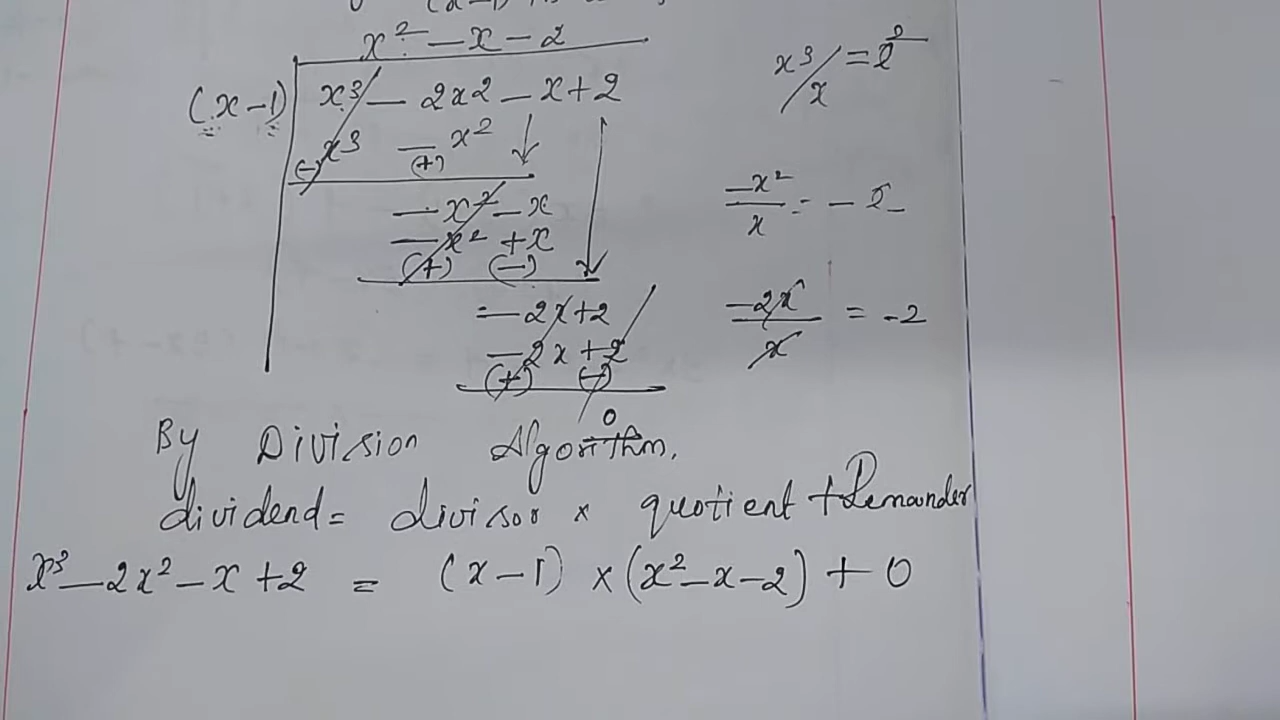 x² - x - 2
(x-1) x³ - 2x2 - x + 2
x³ - x²
(-) (+)
- x² - x
- x² + x
(+) (-)
= - 2x + 2
- 2x + 2
(+) (-)
0
x³/x =
-x²/x = -
-2x/x = -2
By Division Algorithm,
dividend = divisor × quotient + Remainder
x³ - 2x² - x + 2 = (x - 1) × (x² - x - 2) + 0